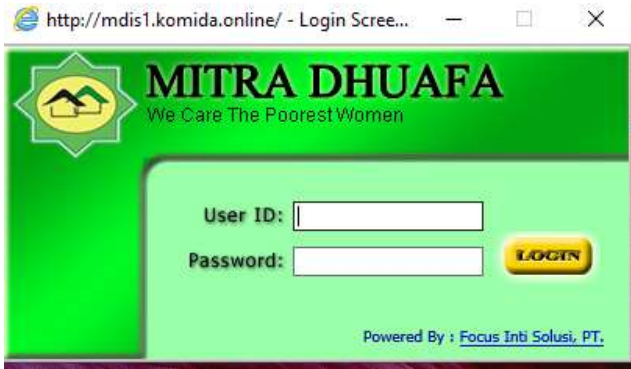 http://mdis1.komida.online/ - Login Scree...
MITRA DHUAFA
We Care The Poorest Women
User ID:
Password:
LOGIN
Powered By : Focus Inti Solusi, PT.